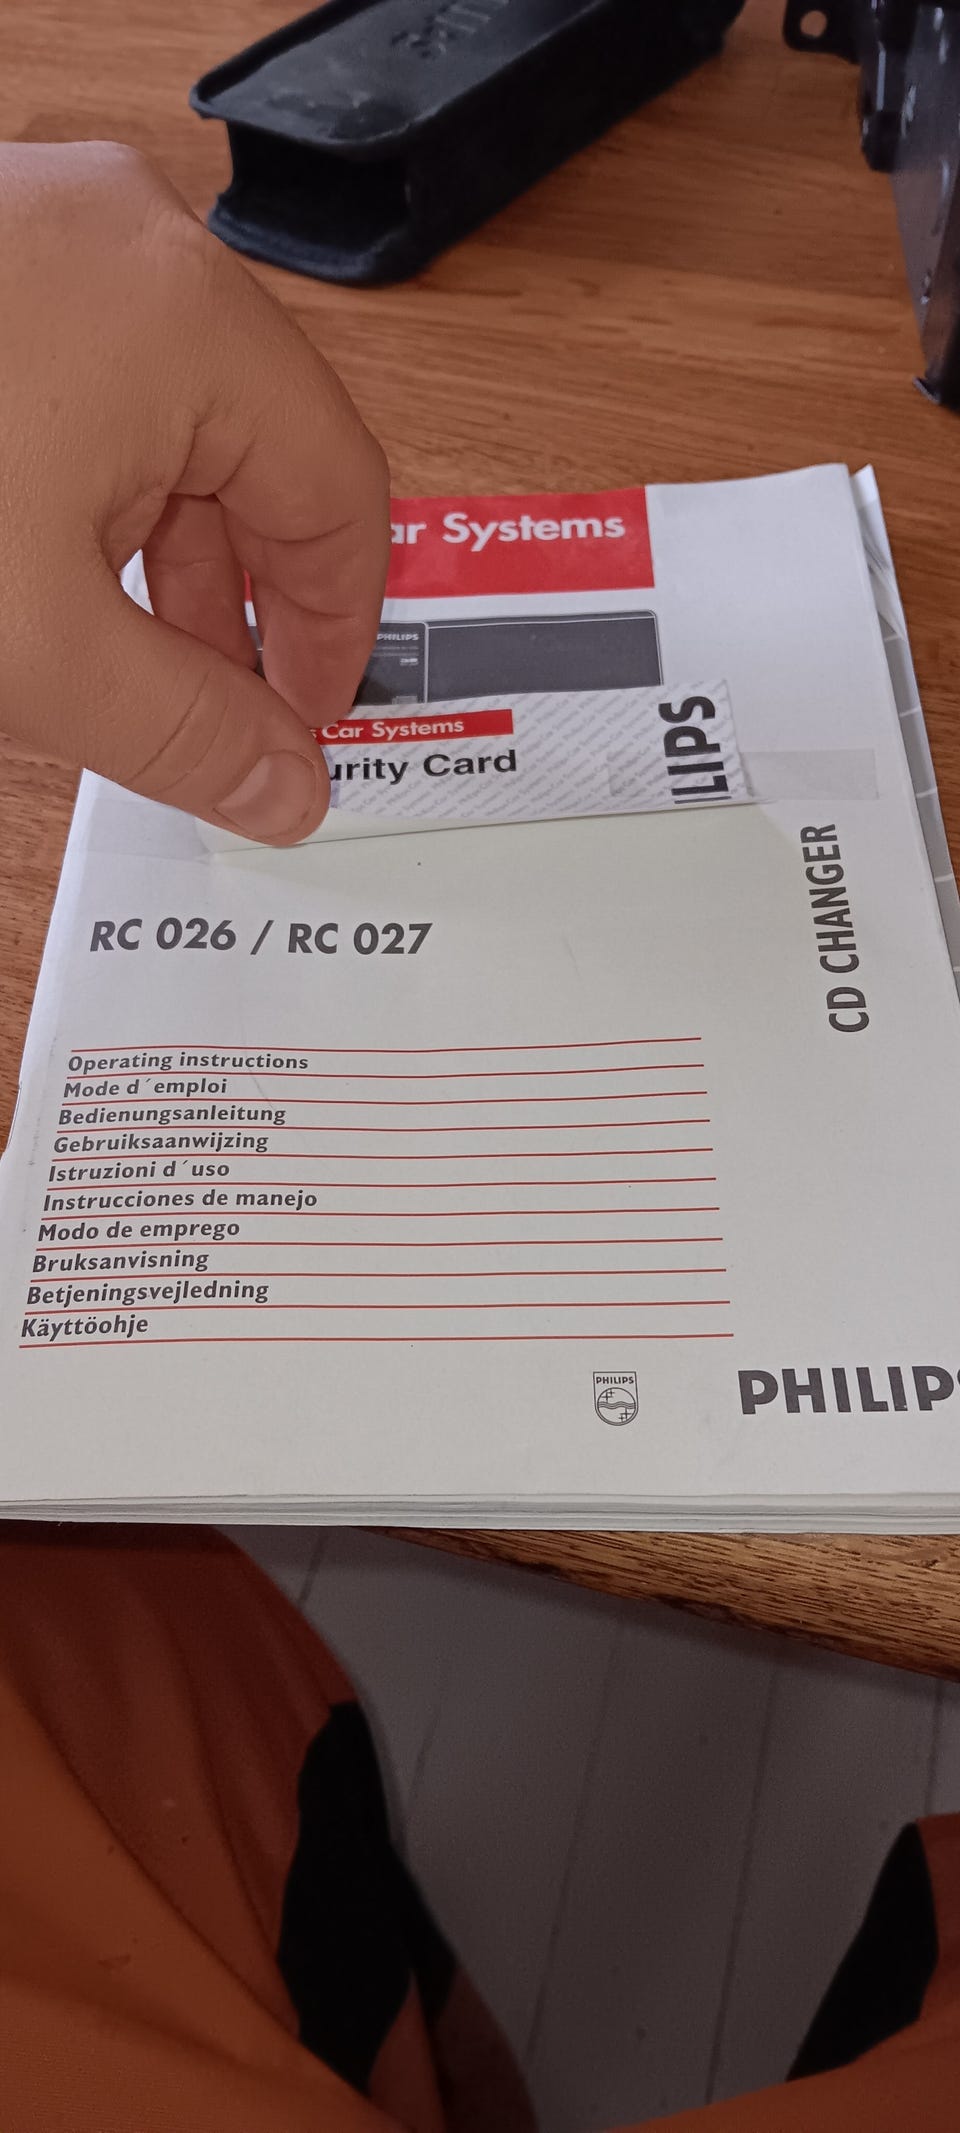 ar Systems
PHILIPS
Car Systems
urity Card
LIPS
RC 026 / RC 027
CD CHANGER
Operating instructions
Mode d´emploi
Bedienungsanleitung
Gebruiksaanwijzing
Istruzioni d´uso
Instrucciones de manejo
Modo de emprego
Bruksanvisning
Betjeningsvejledning
Käyttöohje
PHILIPS
PHILIPS